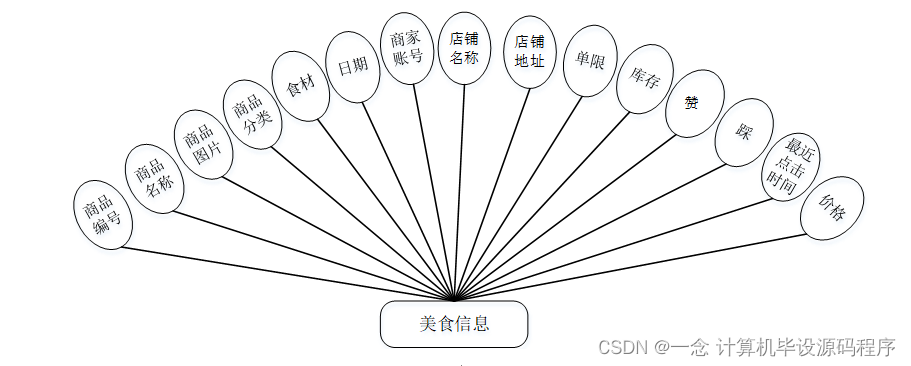 商品
编号
商品
名称
商品
图片
商品
分类
食材
日期
商家
账号
店铺
名称
店铺
地址
单限
库存
赞
踩
最近
点击
时间
价格
美食信息
CSDN @一念 计算机毕设源码程序